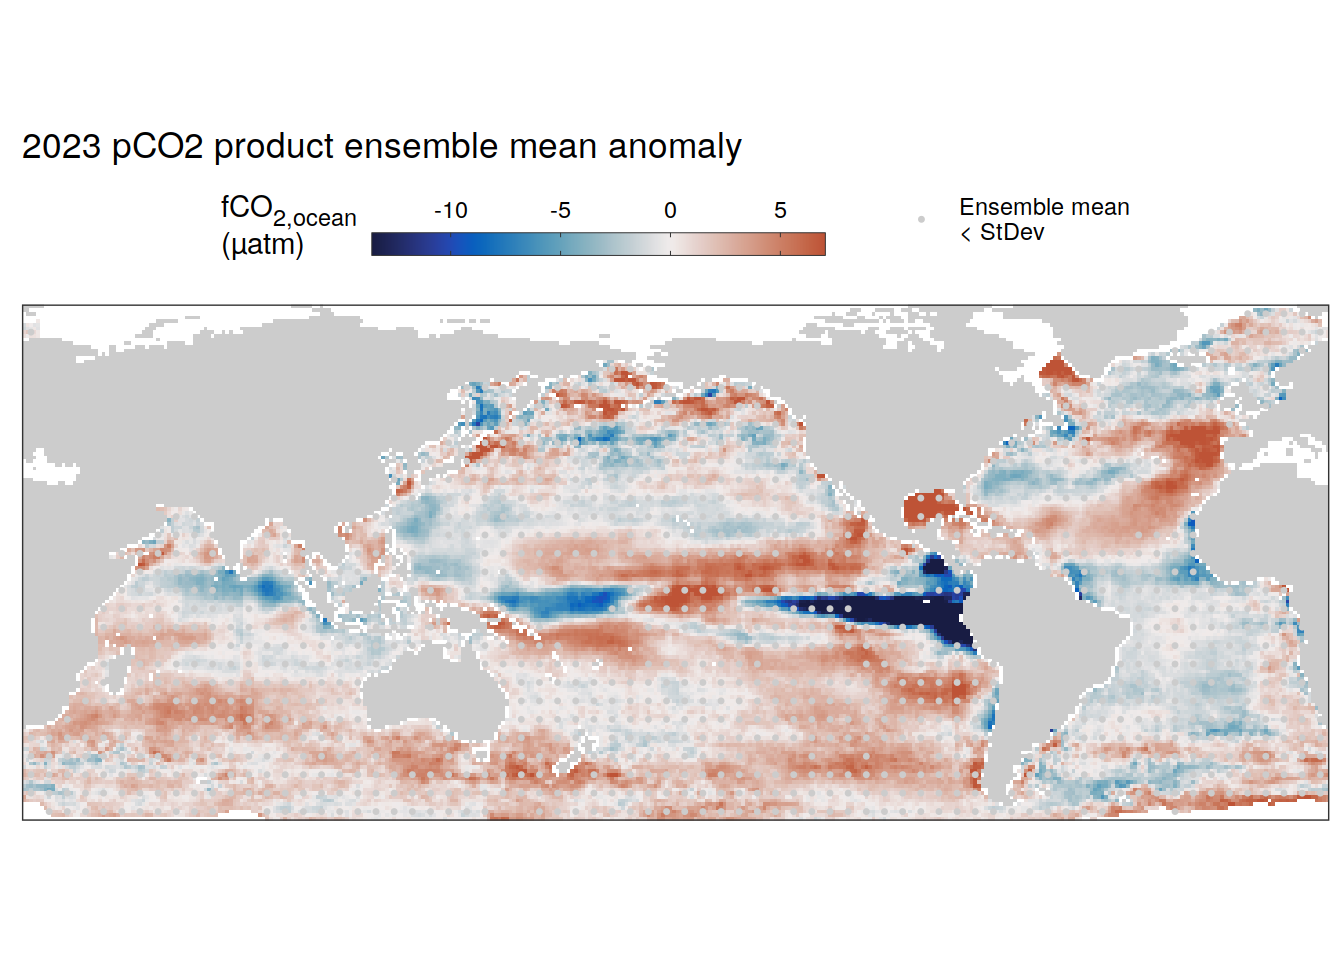 2023 pCO2 product ensemble mean anomaly
fCO2,ocean
(µatm)
-10 -5 0 5
Ensemble mean
< StDev